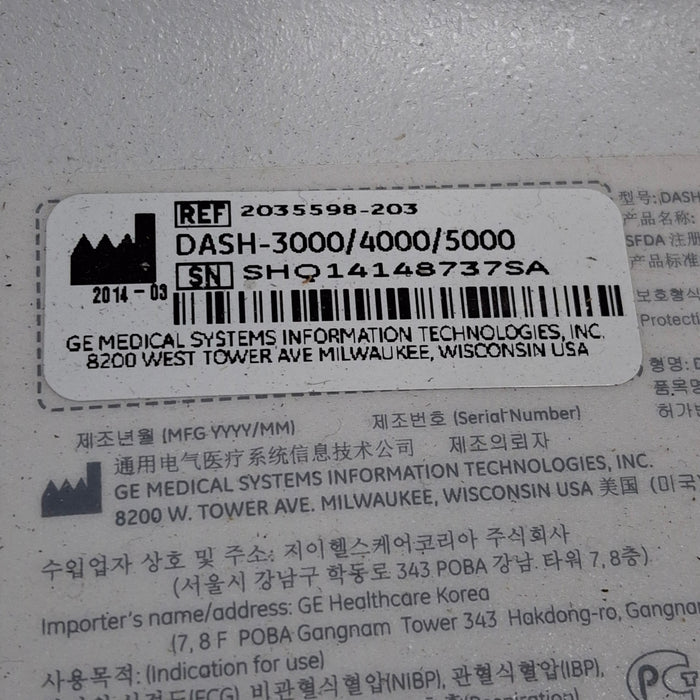 REF 2035598-203
DASH-3000/4000/5000
SN SHQ14148737SA
2014-03
GE MEDICAL SYSTEMS INFORMATION TECHNOLOGIES, INC.
8200 WEST TOWER AVE MILWAUKEE, WISCONSIN USA
型号: DASH
产品名称:
SFDA 注册
产品标准
보호형식
Protecti
형명: D
품목명
허가번
제조년월 (MFG YYYY/MM)
제조번호 (Serial Number)
通用电气医疗系统信息技术公司 제조의뢰자
GE MEDICAL SYSTEMS INFORMATION TECHNOLOGIES, INC.
8200 W. TOWER AVE. MILWAUKEE, WISCONSIN USA 美国 (미국
수입업자 상호 및 주소: 지이헬스케어코리아 주식회사
(서울시 강남구 학동로 343 POBA 강남 타워 7, 8층)
Importer's name/address: GE Healthcare Korea
(7, 8 F POBA Gangnam Tower 343 Hakdong-ro, Gangnam
사용목적: (Indication for use)
(ECG), 비관혈식혈압(NIBP), 관혈식혈압(IBP),